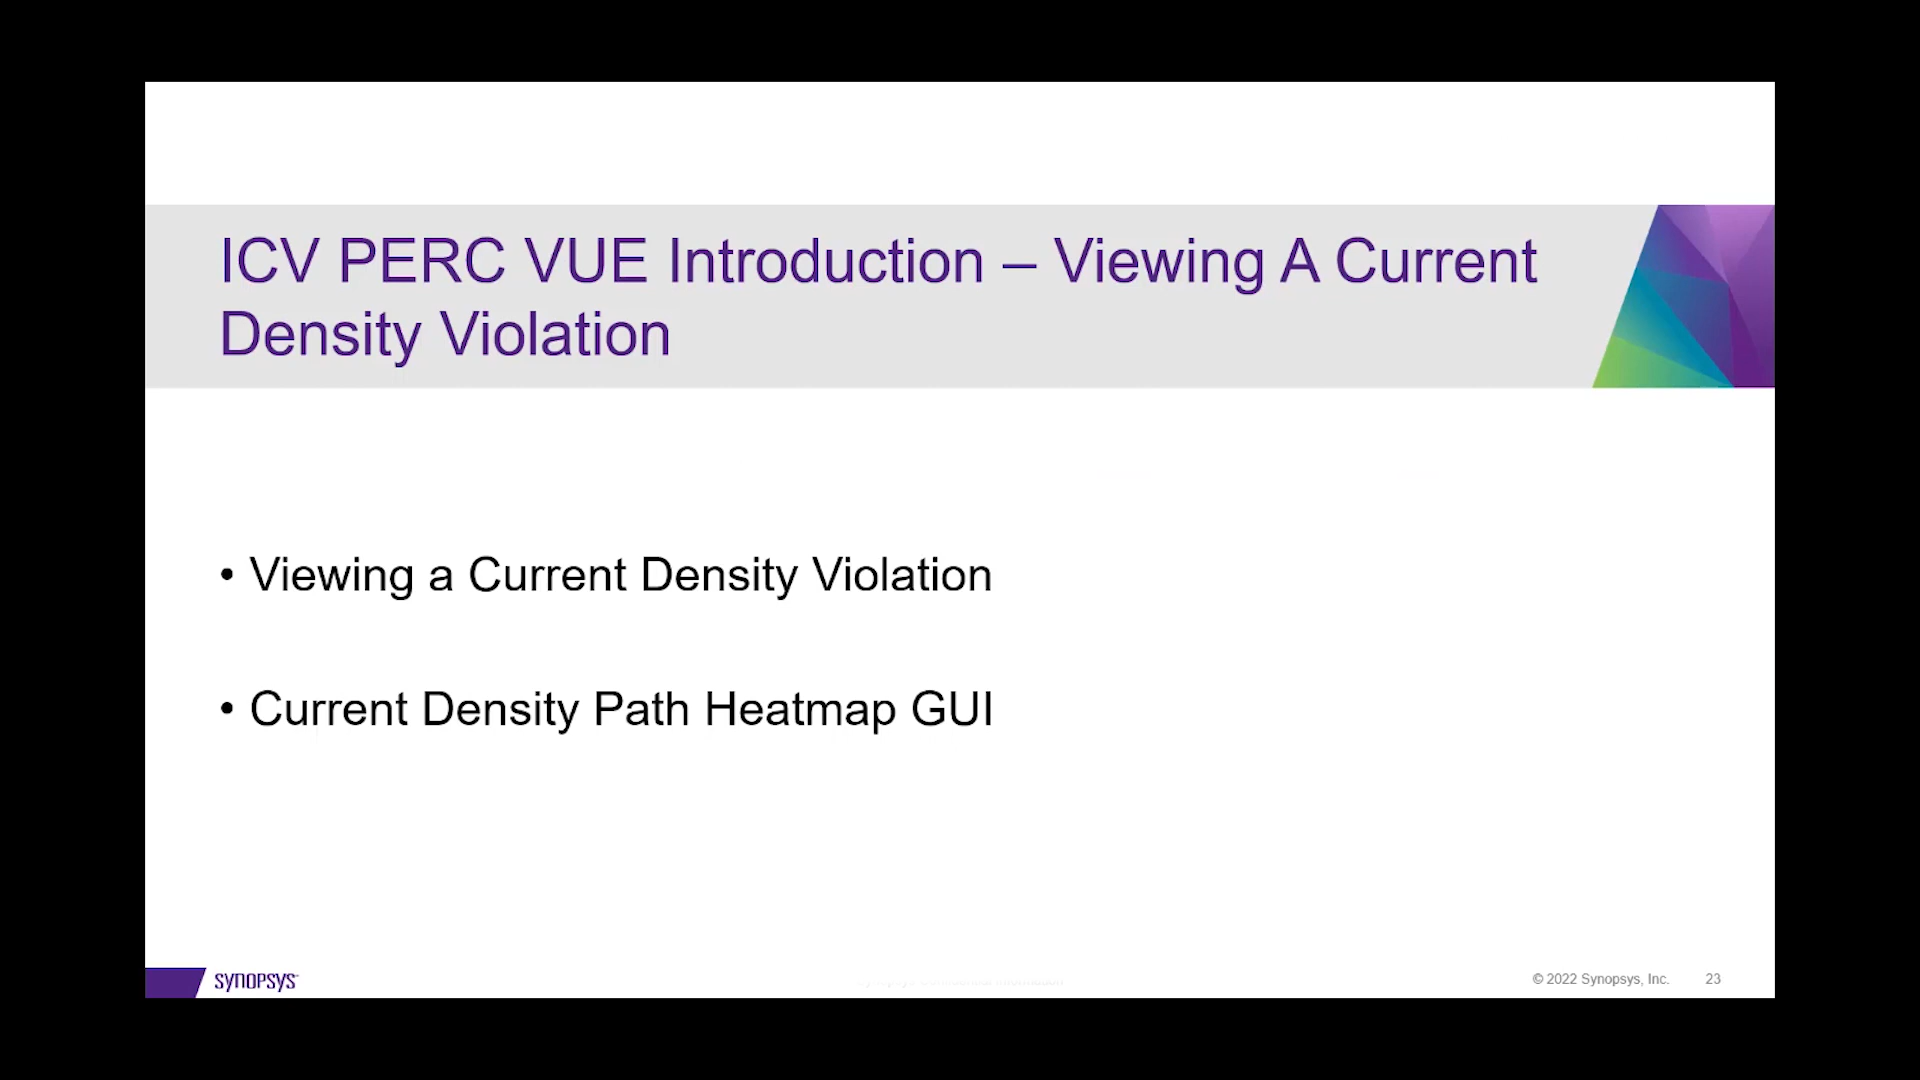 ICV PERC VUE Introduction – Viewing A Current
Density Violation
• Viewing a Current Density Violation
• Current Density Path Heatmap GUI
SYNOPSYS
© 2022 Synopsys, Inc.
23